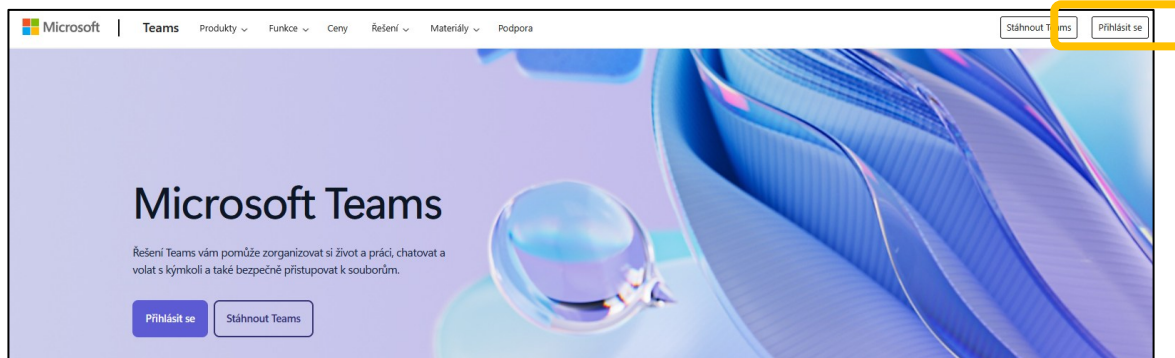 Microsoft Teams Produkty Funkce Ceny Řešení Materiály Podpora Stáhnout Teams Přihlásit se
Microsoft Teams
Řešení Teams vám pomůže zorganizovat si život a práci, chatovat a
volat s kýmkoli a také bezpečně přistupovat k souborům.
Přihlásit se Stáhnout Teams